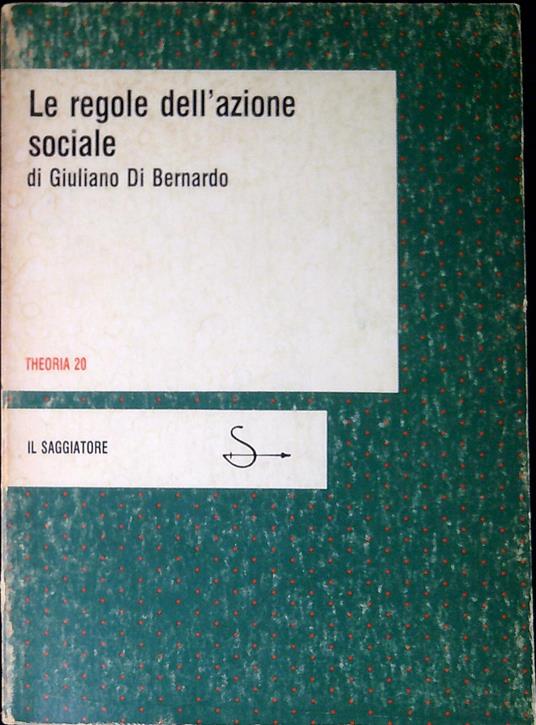 Le regole dell'azione
sociale
di Giuliano Di Bernardo
THEORIA 20
IL SAGGIATORE